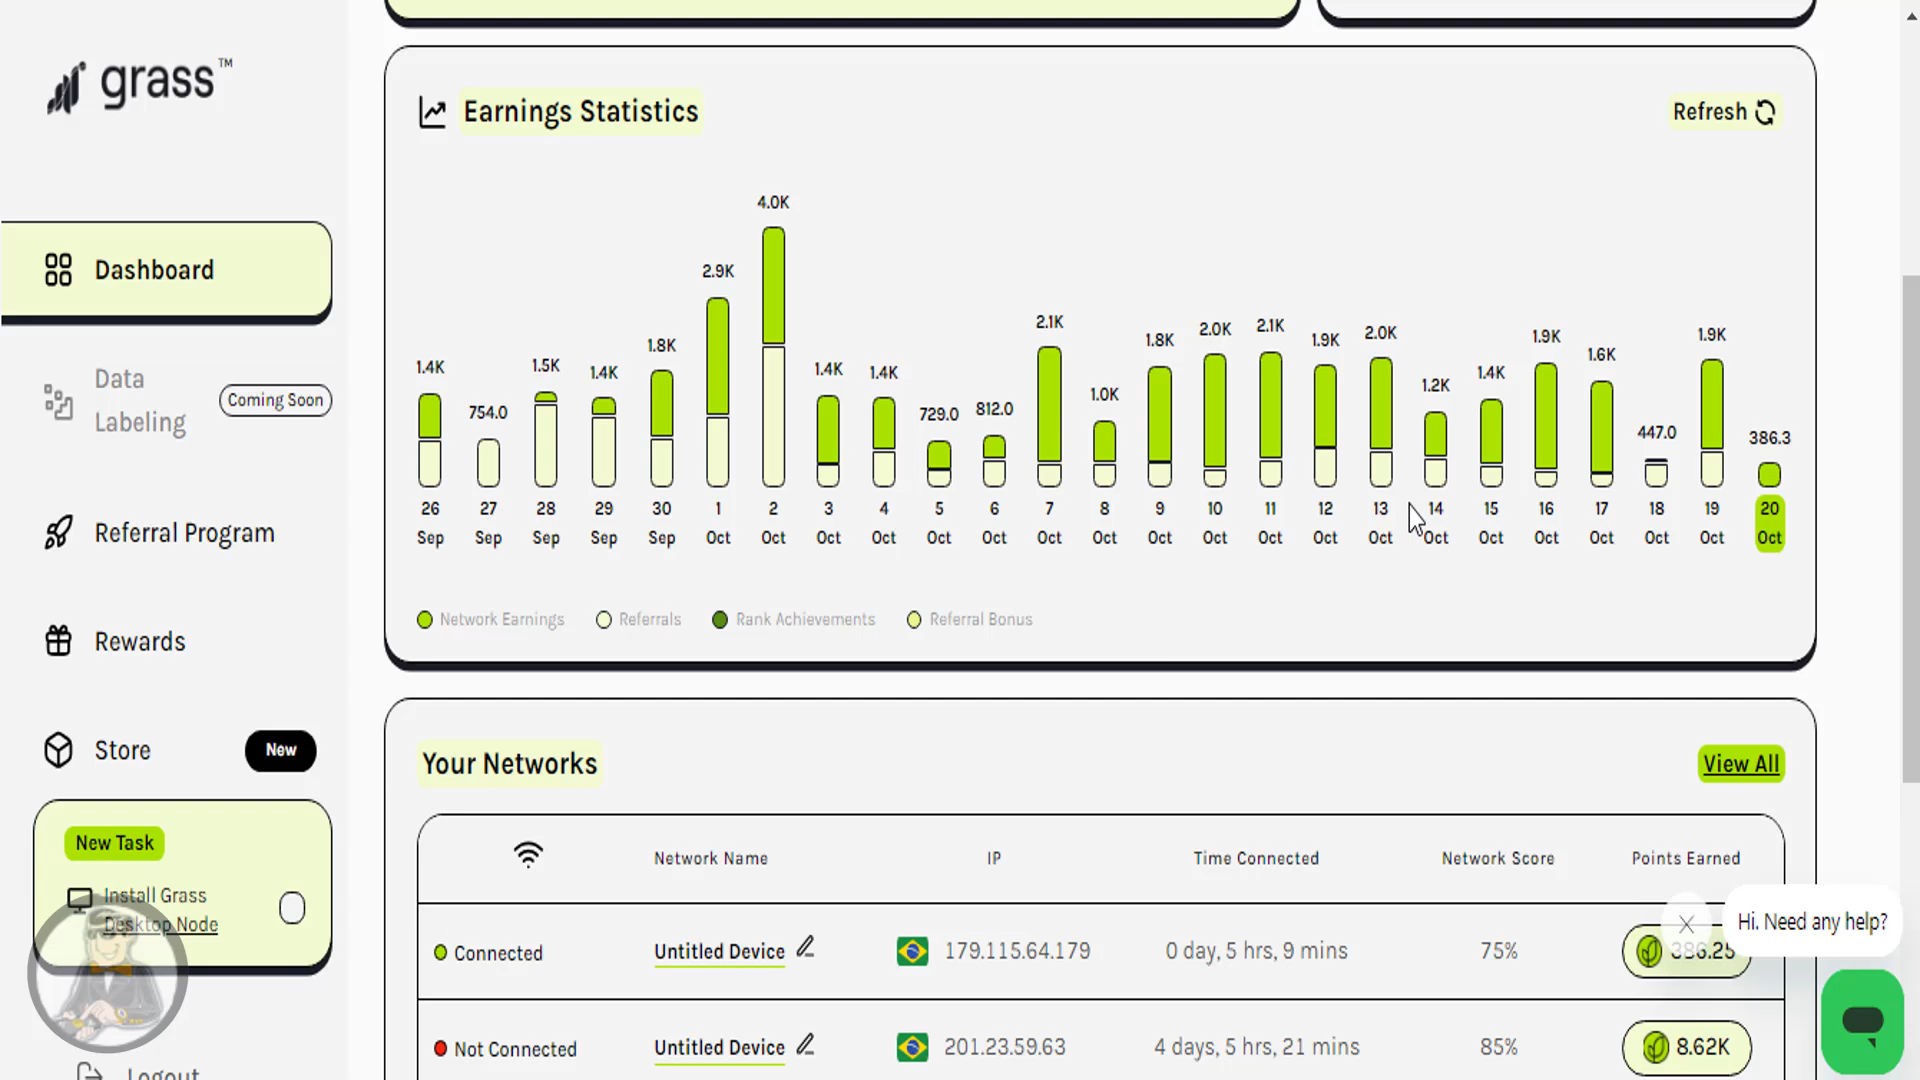 grass™
Earnings Statistics
Refresh
4.0K
2.9K
1.4K
754.0
1.5K
1.4K
1.8K
1.4K
1.4K
729.0
812.0
2.1K
1.0K
1.8K
2.0K
2.1K
1.9K
2.0K
1.2K
1.4K
1.9K
1.6K
447.0
1.9K
386.3
26 27 28 29 30 1 2 3 4 5 6 7 8 9 10 11 12 13 14 15 16 17 18 19 20
Sep Sep Sep Sep Sep Oct Oct Oct Oct Oct Oct Oct Oct Oct Oct Oct Oct Oct Oct Oct Oct Oct Oct Oct Oct
Network Earnings Referrals Rank Achievements Referral Bonus
Dashboard
Data
Labeling
Coming Soon
Referral Program
Rewards
Store New
New Task
Install Grass
Desktop Node
Logout
Your Networks
View All
Network Name IP Time Connected Network Score Points Earned
Connected Untitled Device 179.115.64.179 0 day, 5 hrs, 9 mins 75% 386.25
Not Connected Untitled Device 201.23.59.63 4 days, 5 hrs, 21 mins 85% 8.62K
Hi. Need any help?